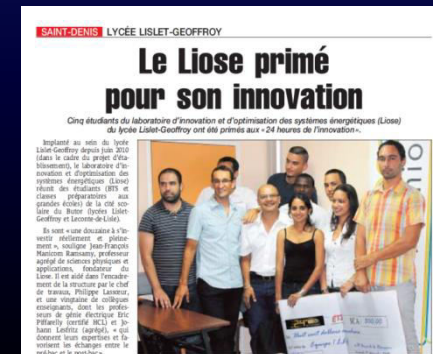 SAINT-DENIS LYCÉE LISLET-GEOFFROY
Le Liose primé
pour son innovation
Cinq étudiants du laboratoire d'innovation et d'optimisation des systèmes énergétiques (Liose)
du lycée Lislet-Geoffroy ont été primés aux «24 heures de l'innovation».
Implanté au sein du lycée
Lislet-Geoffroy depuis juin 2010
(dans le cadre du projet d'éta-
blissement), le laboratoire d'in-
novation et d'optimisation des
systèmes énergétiques (Liose)
réunit des étudiants (BTS et
classes préparatoires aux
grandes écoles) de la cité sco-
laire du Butor (lycées Lislet-
Geoffroy et Leconte-de-Lisle).
Ils sont «une douzaine à s'in-
vestir réellement et pleine-
ment», souligne Jean-François
Manicom Ramsamy, professeur
agrégé de sciences physiques et
applications, fondateur du
Liose. Il est aidé dans l'encadre-
ment de la structure par le chef
de travaux, Philippe
et une vingtaine de collègues
enseignants, dont les profes-
seurs de génie électrique Eric
(certifié HCL) et Jo-
hann (agrégé), «qui
donnent leur expertises et fa-
vorisent les échanges entre le
pré-bac et le post-bac».